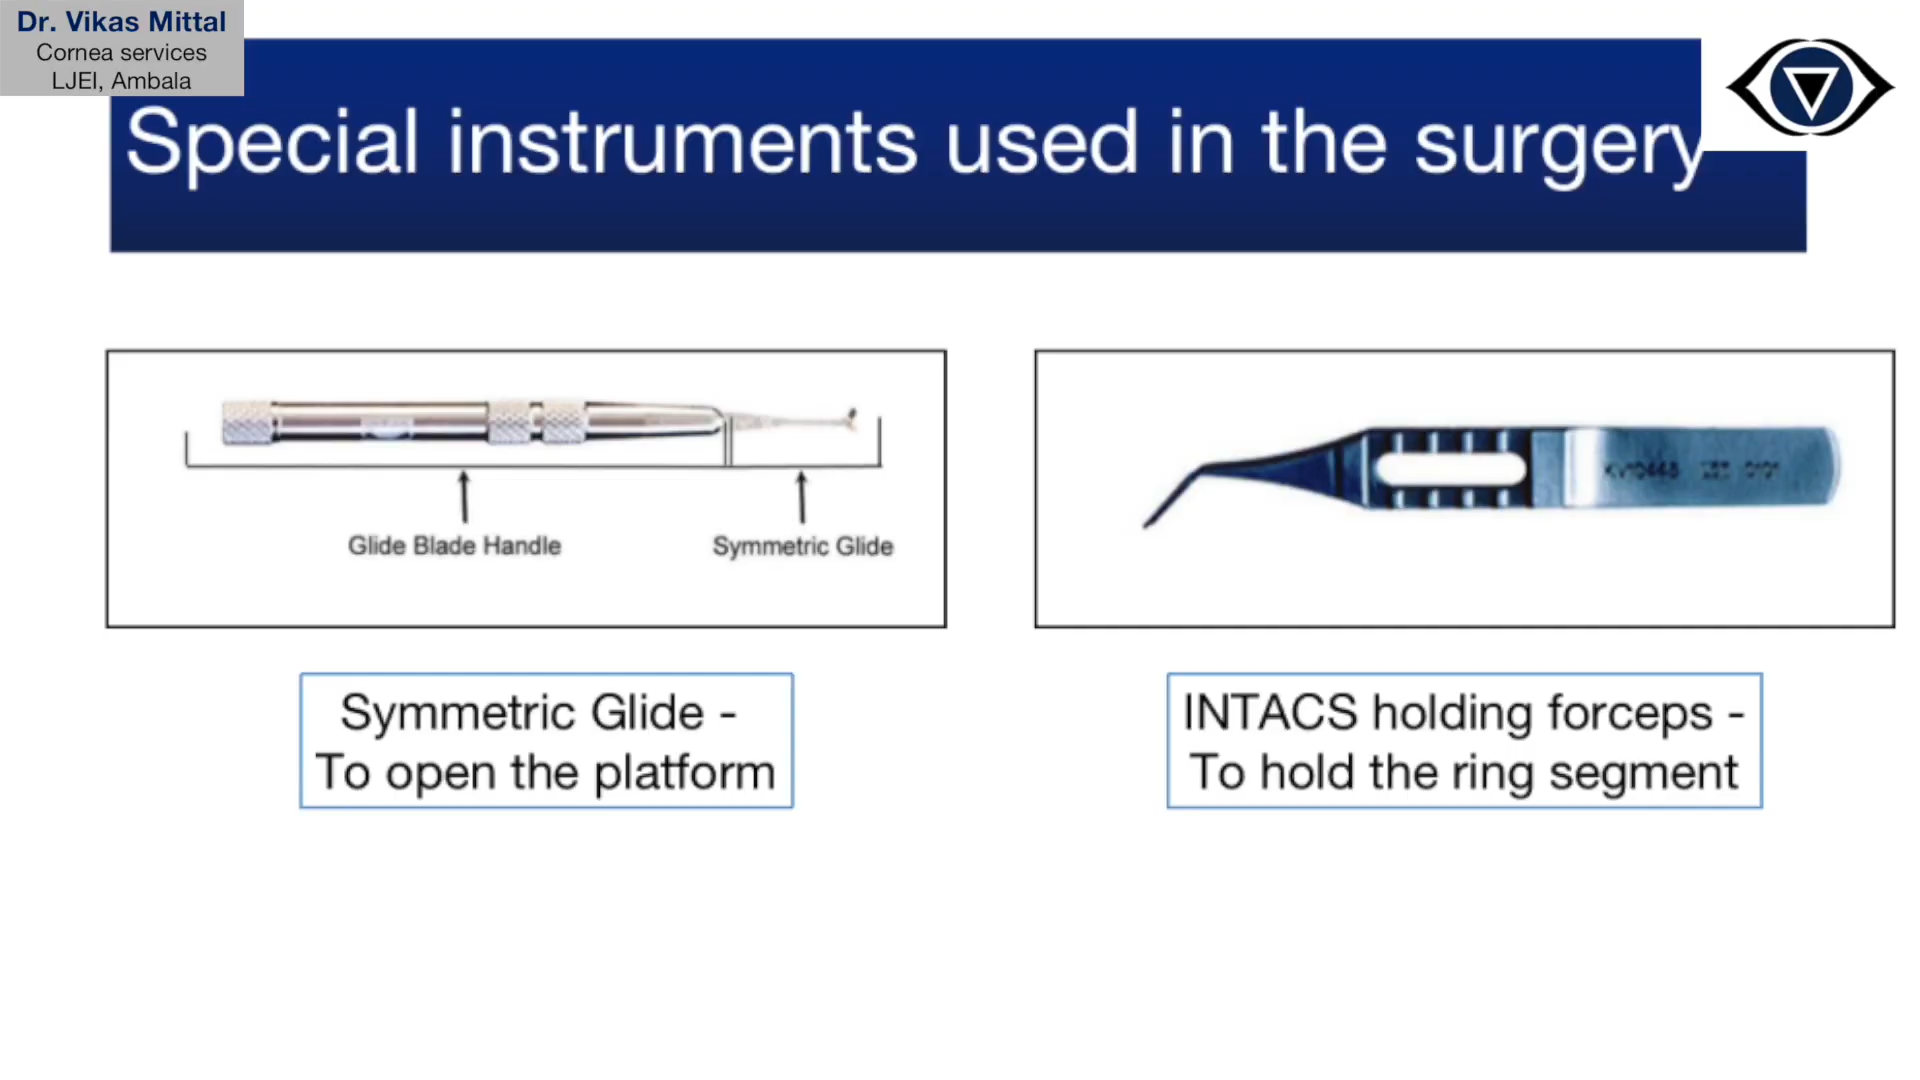 Dr. Vikas Mittal
Cornea services
LJEI, Ambala
Special instruments used in the surgery
Glide Blade Handle
Symmetric Glide
Symmetric Glide -
To open the platform
INTACS holding forceps -
To hold the ring segment